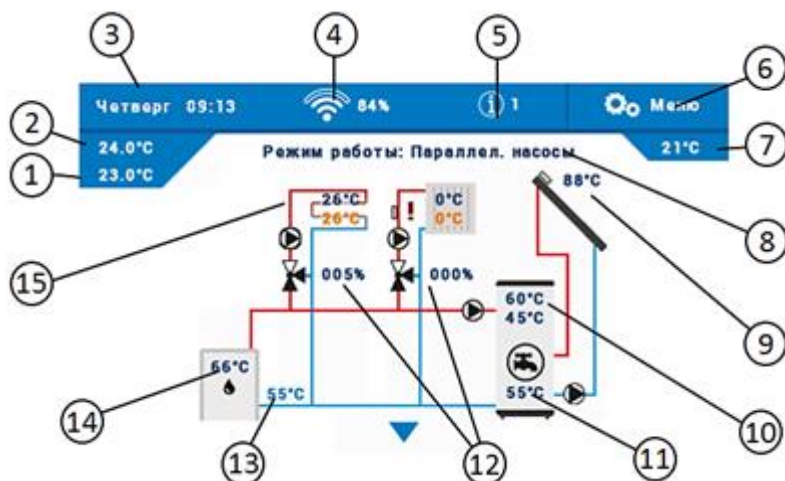 3
4
5
6
Четверг 09:13
84%
1
Меню
2
24.0°C
21°C
7
1
23.0°C
Режим работы: Параллел. насосы
8
88°C
26°C
26°C
!
0°C
0°C
15
005%
000%
9
60°C
45°C
66°C
55°C
55°C
14
13
12
11
10